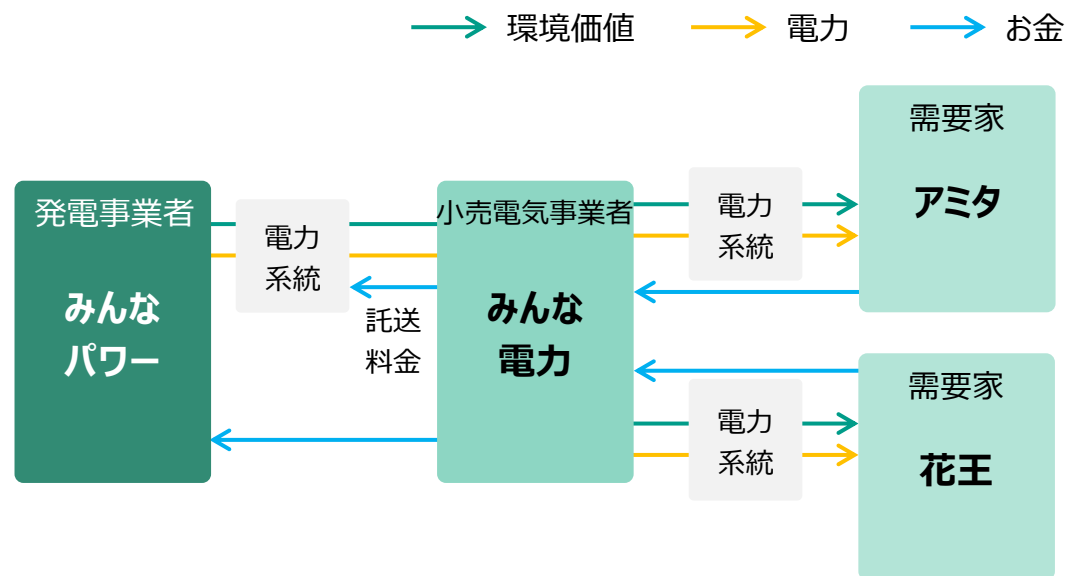 環境価値
電力
お金
発電事業者
みんな
パワー
電力
系統
託送
料金
小売電気事業者
みんな
電力
電力
系統
需要家
アミタ
電力
系統
需要家
花王